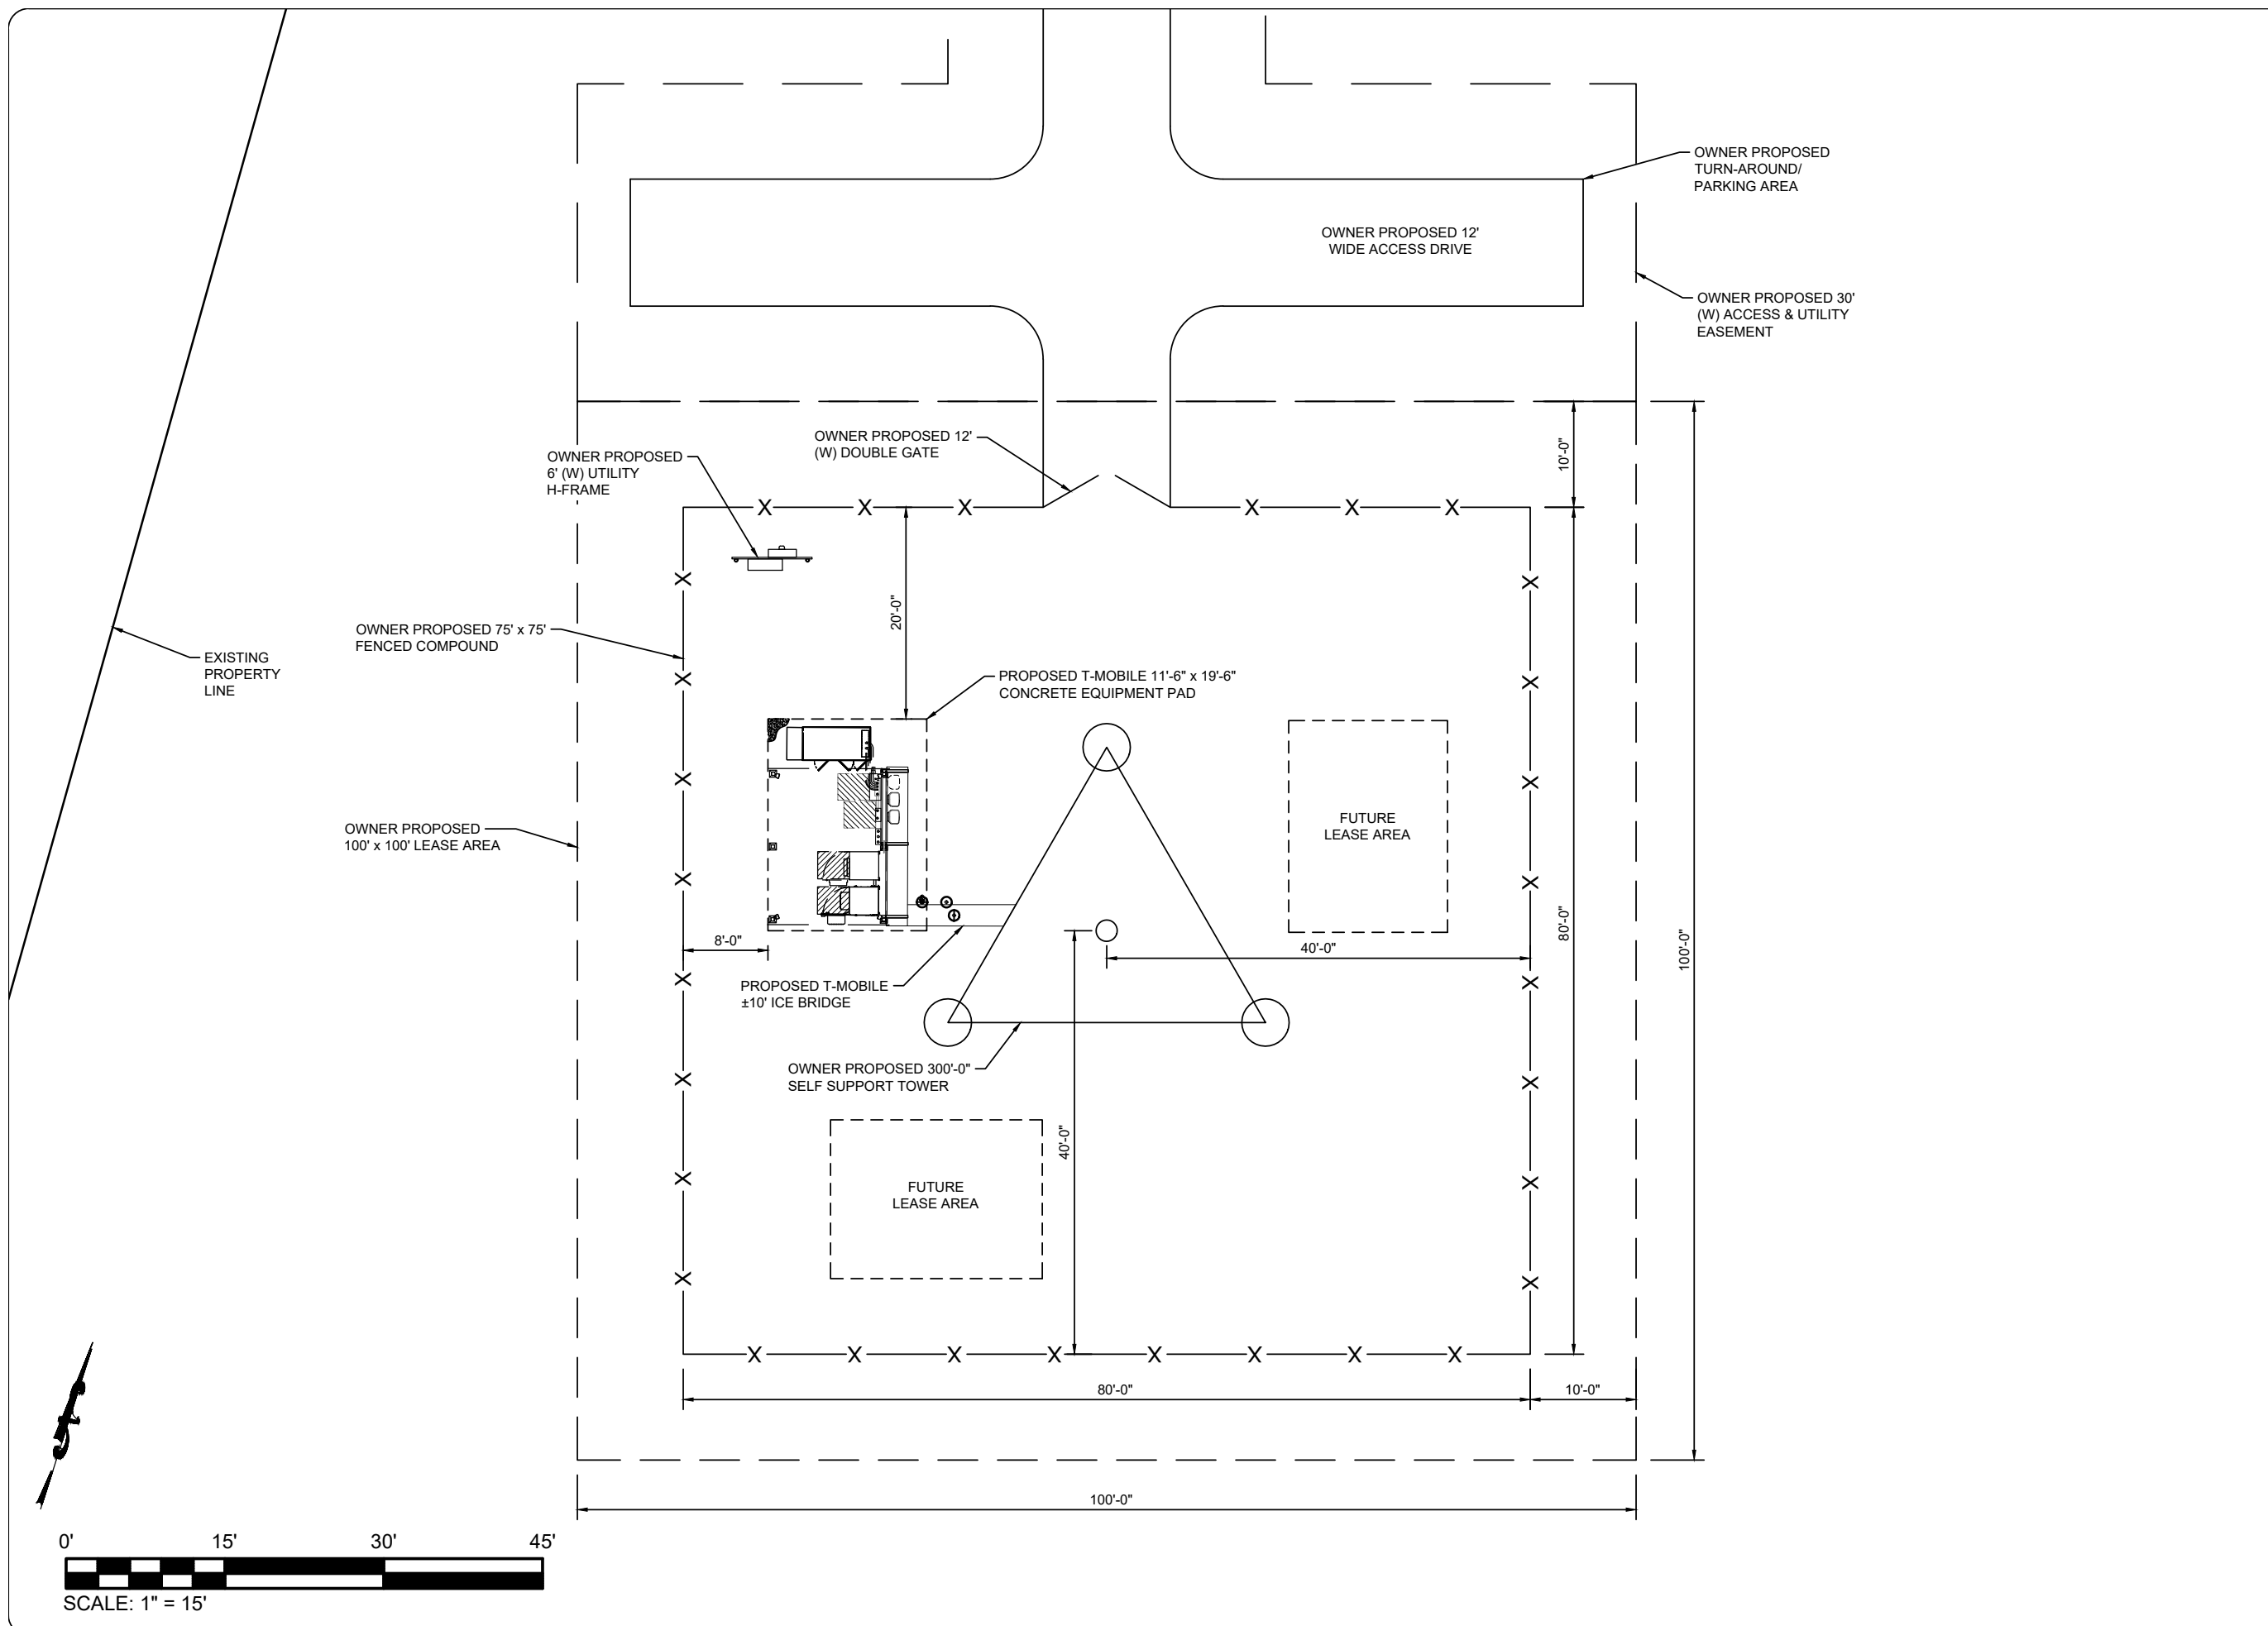 OWNER PROPOSED
TURN-AROUND/
PARKING AREA
OWNER PROPOSED 12'
WIDE ACCESS DRIVE
OWNER PROPOSED 30'
(W) ACCESS & UTILITY
EASEMENT
OWNER PROPOSED 12'
(W) DOUBLE GATE
OWNER PROPOSED
6' (W) UTILITY
H-FRAME
10'-0"
20'-0"
OWNER PROPOSED 75' x 75'
FENCED COMPOUND
EXISTING
PROPERTY
LINE
PROPOSED T-MOBILE 11'-6" x 19'-6"
CONCRETE EQUIPMENT PAD
OWNER PROPOSED
100' x 100' LEASE AREA
FUTURE
LEASE AREA
8'-0"
40'-0"
80'-0"
100'-0"
PROPOSED T-MOBILE
±10' ICE BRIDGE
OWNER PROPOSED 300'-0"
SELF SUPPORT TOWER
40'-0"
FUTURE
LEASE AREA
80'-0"
10'-0"
100'-0"
0' 15' 30' 45'
SCALE: 1" = 15'